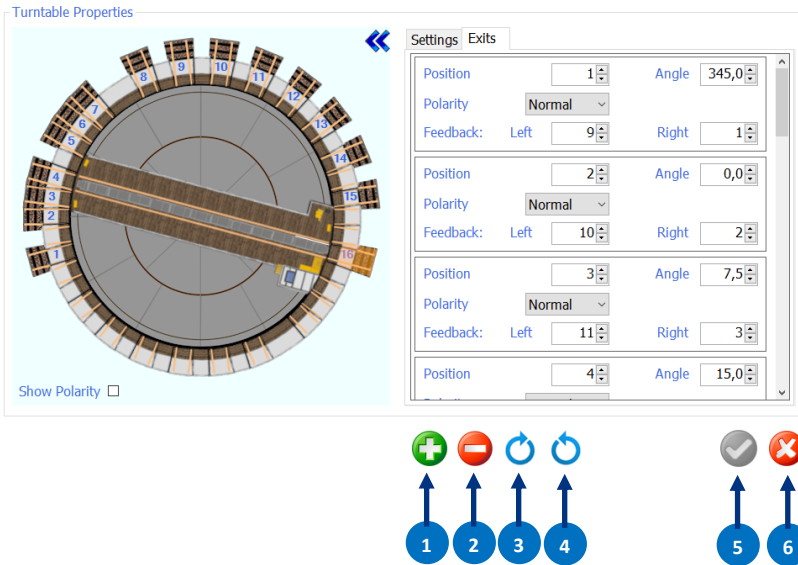 Turntable Properties
1
2
3
4
5
6
7
8
9
10
11
12
13
14
15
16
Show Polarity
Settings Exits
Position 1 Angle 345,0
Polarity Normal
Feedback: Left 9 Right 1
Position 2 Angle 0,0
Polarity Normal
Feedback: Left 10 Right 2
Position 3 Angle 7,5
Polarity Normal
Feedback: Left 11 Right 3
Position 4 Angle 15,0
1 2 3 4 5 6